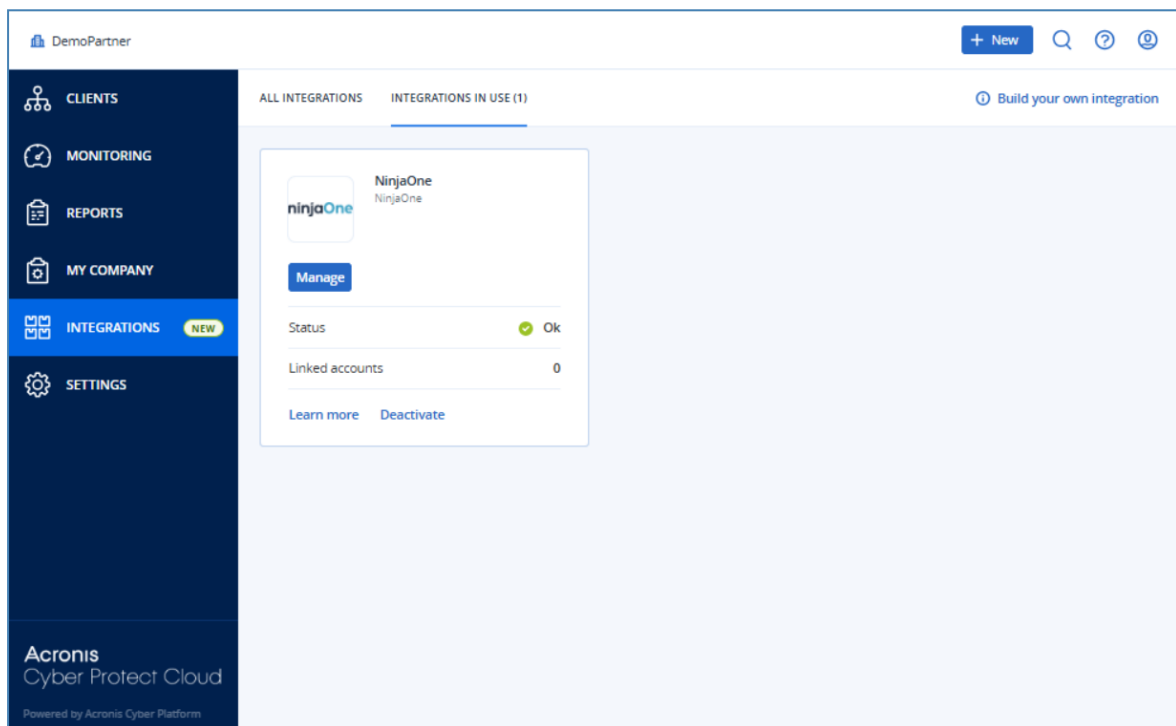 DemoPartner
+ New
CLIENTS
MONITORING
REPORTS
MY COMPANY
INTEGRATIONS NEW
SETTINGS
Acronis
Cyber Protect Cloud
Powered by Acronis Cyber Platform
ALL INTEGRATIONS INTEGRATIONS IN USE (1)
Build your own integration
ninjaOne
NinjaOne
NinjaOne
Manage
Status Ok
Linked accounts 0
Learn more Deactivate